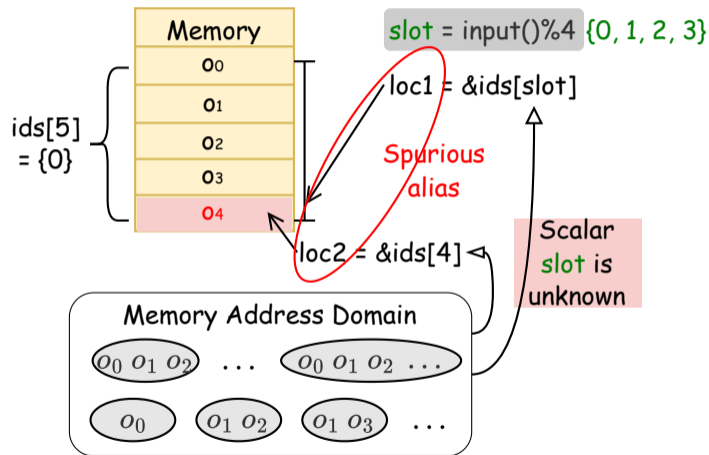 Memory
o0
o1
o2
o3
o4
ids[5]
= {0}
slot = input()%4 {0, 1, 2, 3}
loc1 = &ids[slot]
Spurious
alias
loc2 = &ids[4]
Scalar
slot is
unknown
Memory Address Domain
o0 o1 o2 ... o0 o1 o2 ...
o0 o1 o2 o1 o3 ...